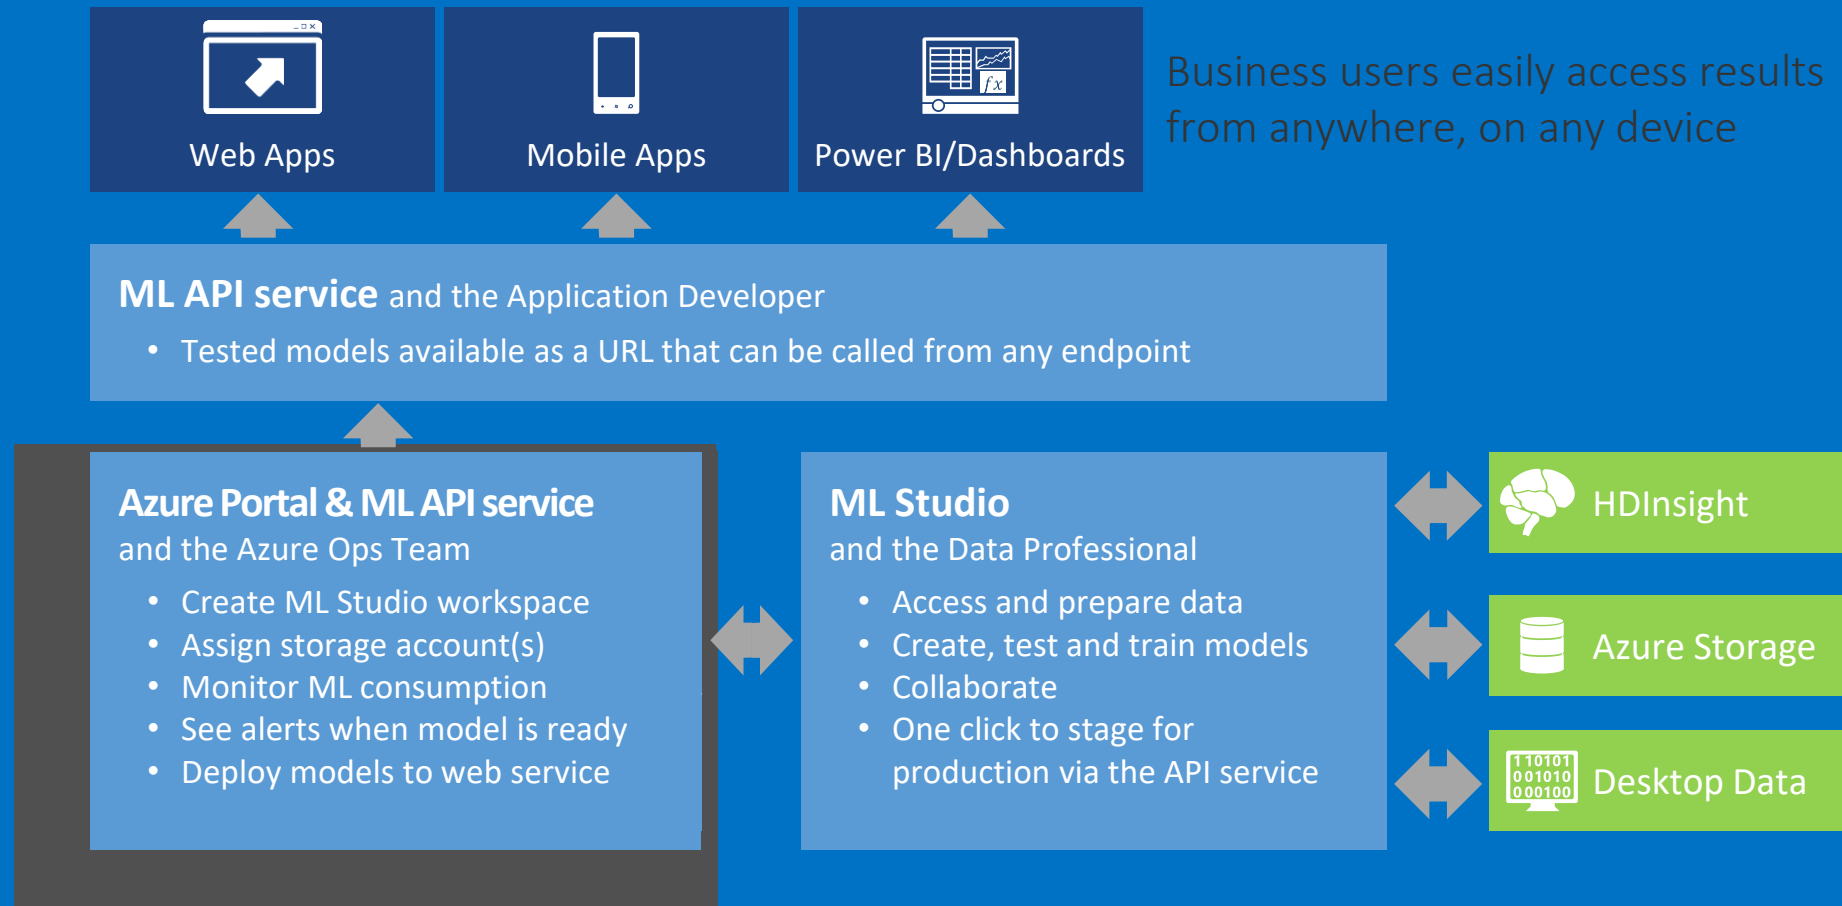 Web Apps
Mobile Apps
fx
Power BI/Dashboards
Business users easily access results
from anywhere, on any device
ML API service and the Application Developer
• Tested models available as a URL that can be called from any endpoint
Azure Portal & ML API service
and the Azure Ops Team
• Create ML Studio workspace
• Assign storage account(s)
• Monitor ML consumption
• See alerts when model is ready
• Deploy models to web service
ML Studio
and the Data Professional
• Access and prepare data
• Create, test and train models
• Collaborate
• One click to stage for
production via the API service
HDInsight
Azure Storage
110101
001010
000100
Desktop Data